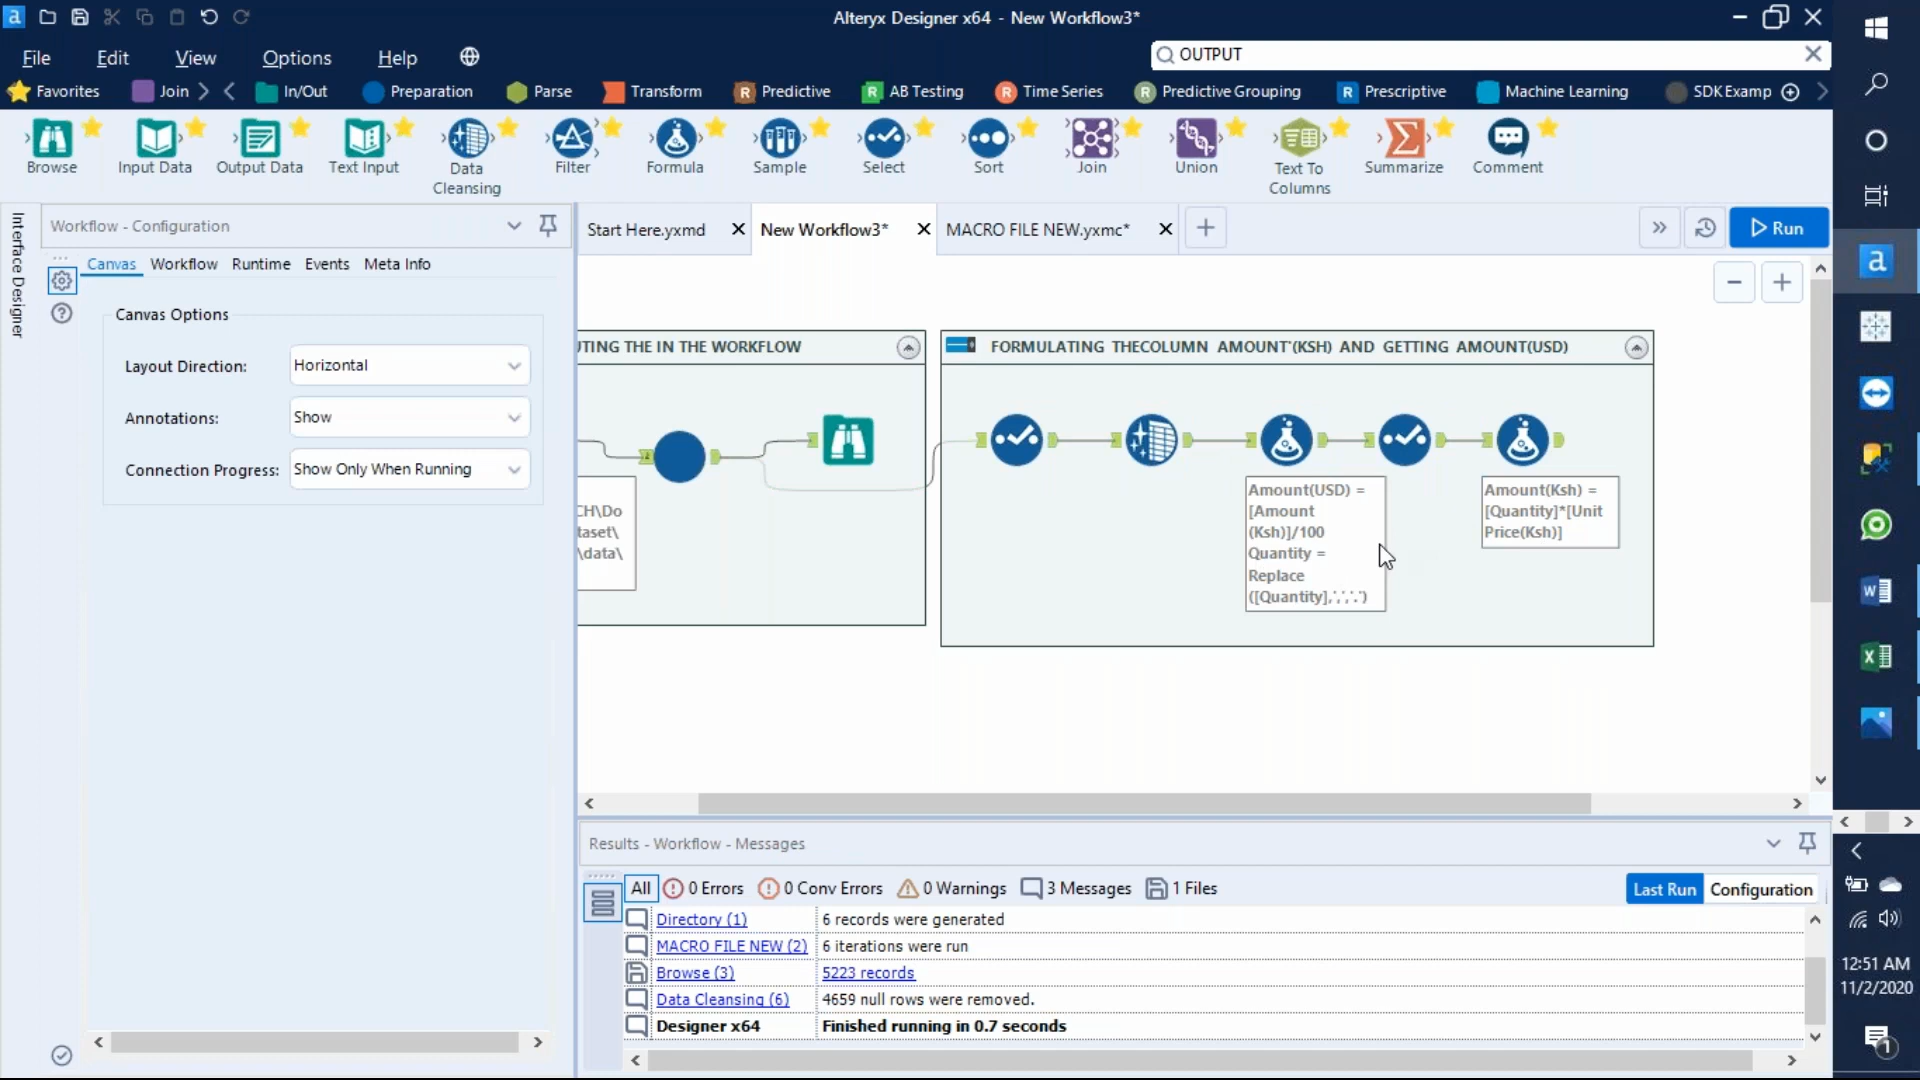 Alteryx Designer x64 - New Workflow3*
File Edit View Options Help
OUTPUT
Favorites Join In/Out Preparation Parse Transform Predictive AB Testing Time Series Predictive Grouping Prescriptive Machine Learning SDK Examp
Browse Input Data Output Data Text Input Data Cleansing Filter Formula Sample Select Sort Join Union Text To Columns Summarize Comment
Interface Designer
Workflow - Configuration
Start Here.yxmd New Workflow3* MACRO FILE NEW.yxmc*
Run
Canvas Workflow Runtime Events Meta Info
Canvas Options
Layout Direction: Horizontal
Annotations: Show
Connection Progress: Show Only When Running
UTING THE IN THE WORKFLOW
FORMULATING THECOLUMN AMOUNT'(KSH) AND GETTING AMOUNT(USD)
CH\Do
taset\
\data\
Amount(USD) =
[Amount
(Ksh)]/100
Quantity =
Replace
([Quantity],',','.')
Amount(Ksh) =
[Quantity]*[Unit
Price(Ksh)]
Results - Workflow - Messages
All 0 Errors 0 Conv Errors 0 Warnings 3 Messages 1 Files
Last Run Configuration
Directory (1) 6 records were generated
MACRO FILE NEW (2) 6 iterations were run
Browse (3) 5223 records
Data Cleansing (6) 4659 null rows were removed.
Designer x64 Finished running in 0.7 seconds
12:51 AM
11/2/2020
1